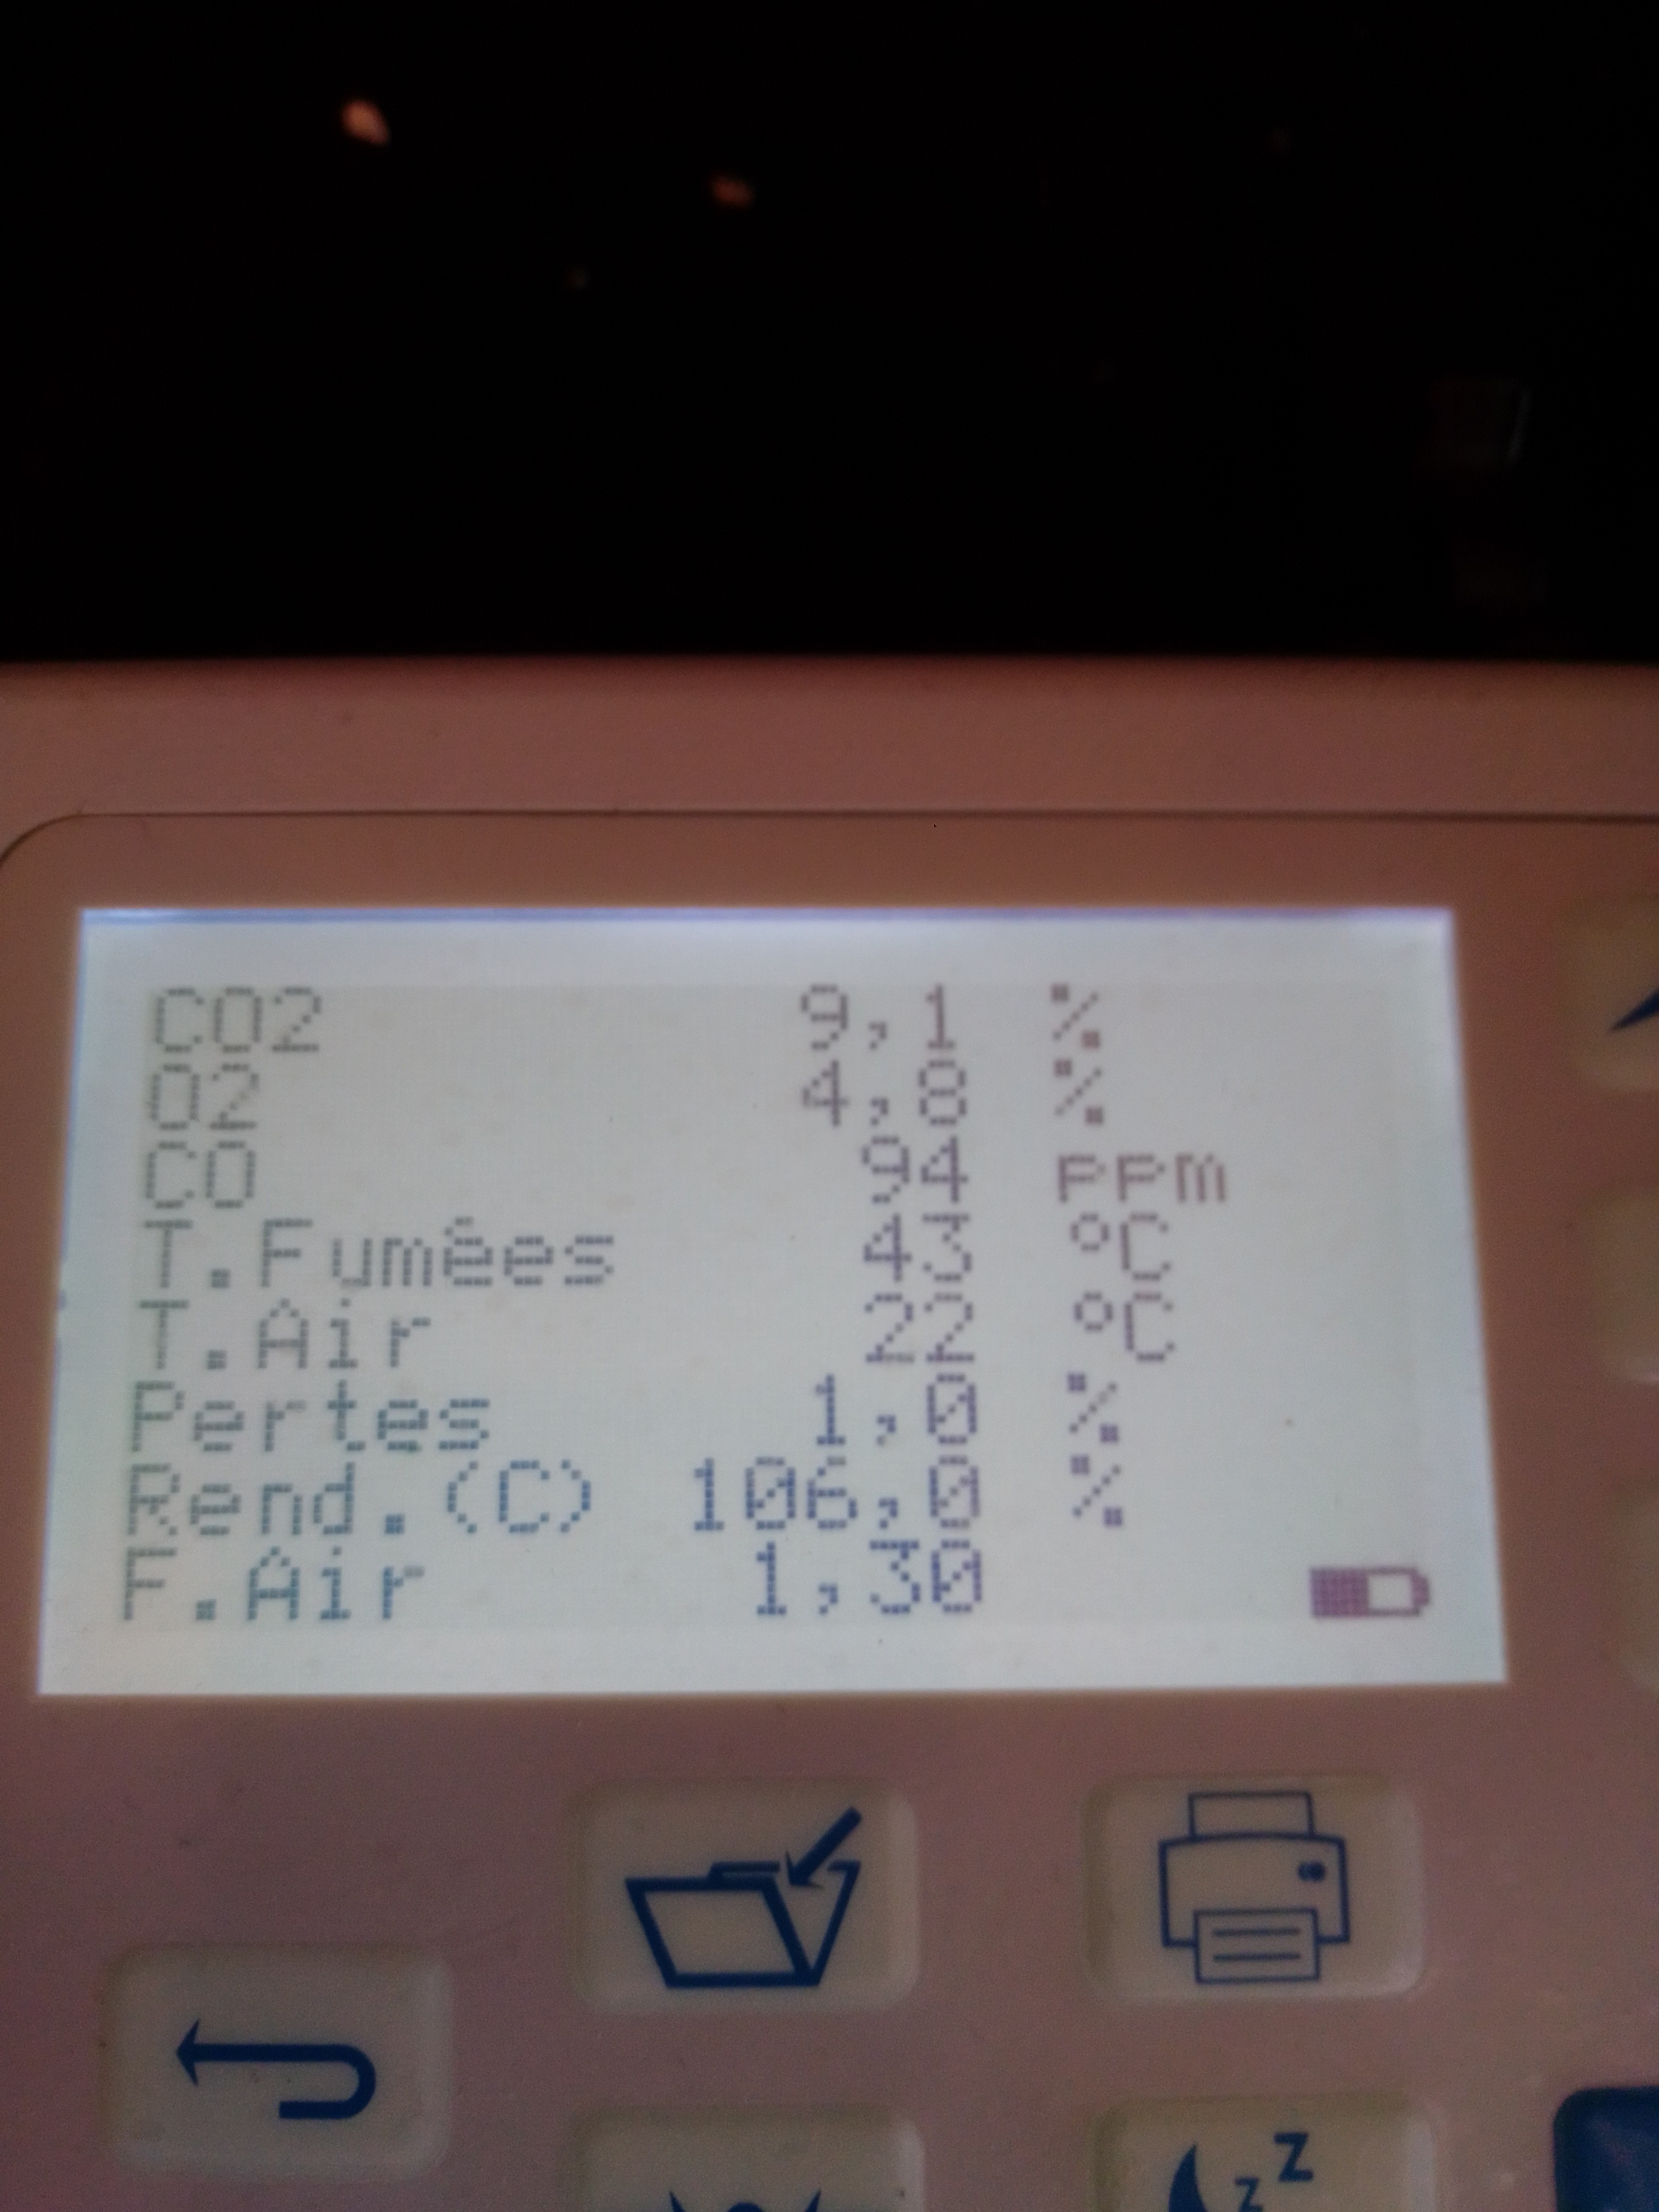 CO2 9,1 %
O2 4,8 %
CO 94 ppm
T.Fumées 43 °C
T.Air 22 °C
Pertes 1,0 %
Rend.(C) 106,0 %
F.Air 1,30
z z